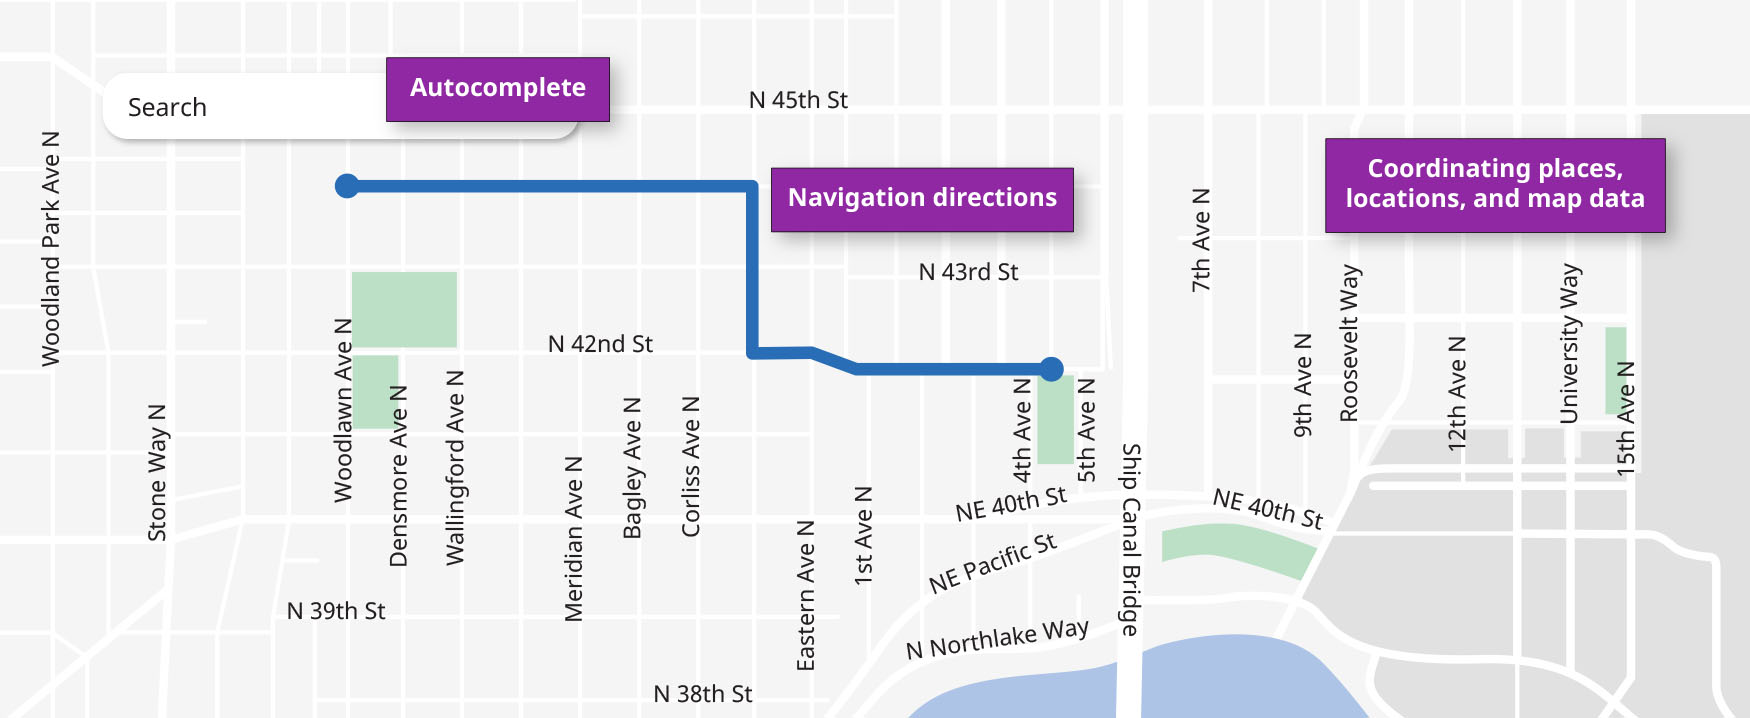 Search
Autocomplete
N 45th St
Navigation directions
Coordinating places,
locations, and map data
Woodland Park Ave N
7th Ave N
N 43rd St
N 42nd St
Roosevelt Way
University Way
9th Ave N
12th Ave N
15th Ave N
Stone Way N
Woodlawn Ave N
Densmore Ave N
Wallingford Ave N
Meridian Ave N
Bagley Ave N
Corliss Ave N
4th Ave N
5th Ave N
Ship Canal Bridge
NE 40th St
NE 40th St
Eastern Ave N
1st Ave N
NE Pacific St
N 39th St
N Northlake Way
N 38th St